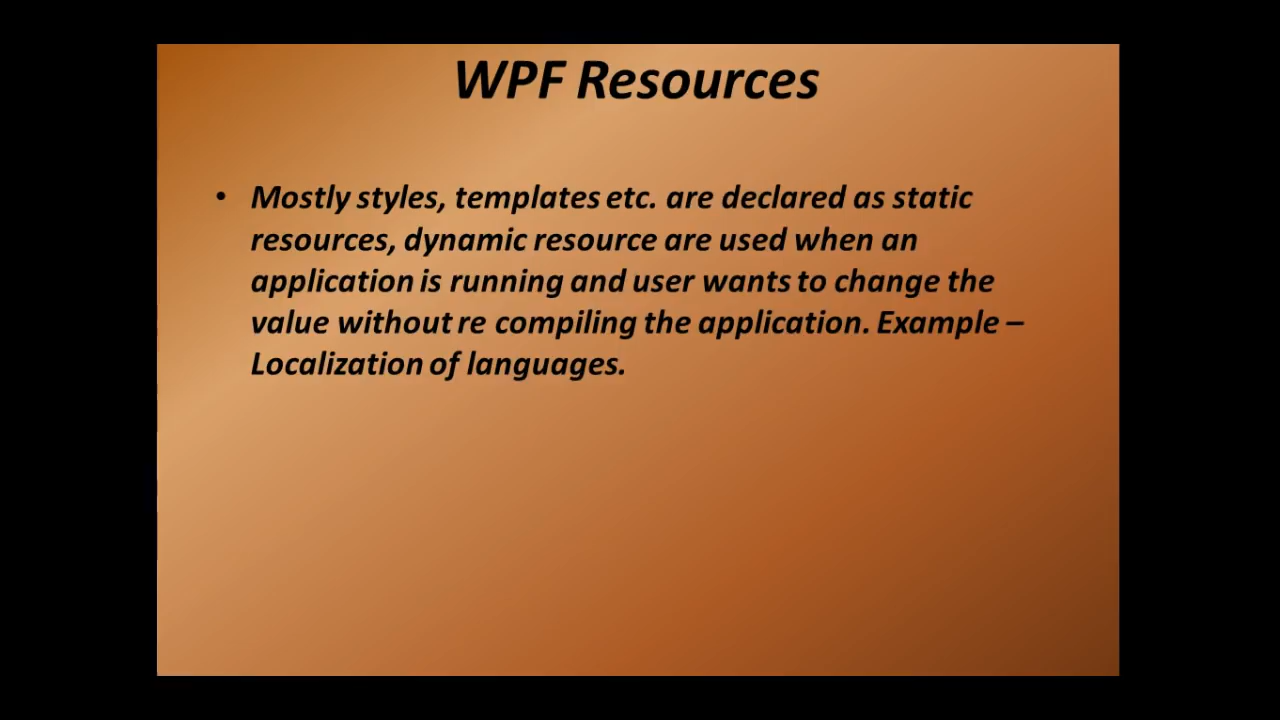 WPF Resources
• Mostly styles, templates etc. are declared as static
resources, dynamic resource are used when an
application is running and user wants to change the
value without re compiling the application. Example –
Localization of languages.